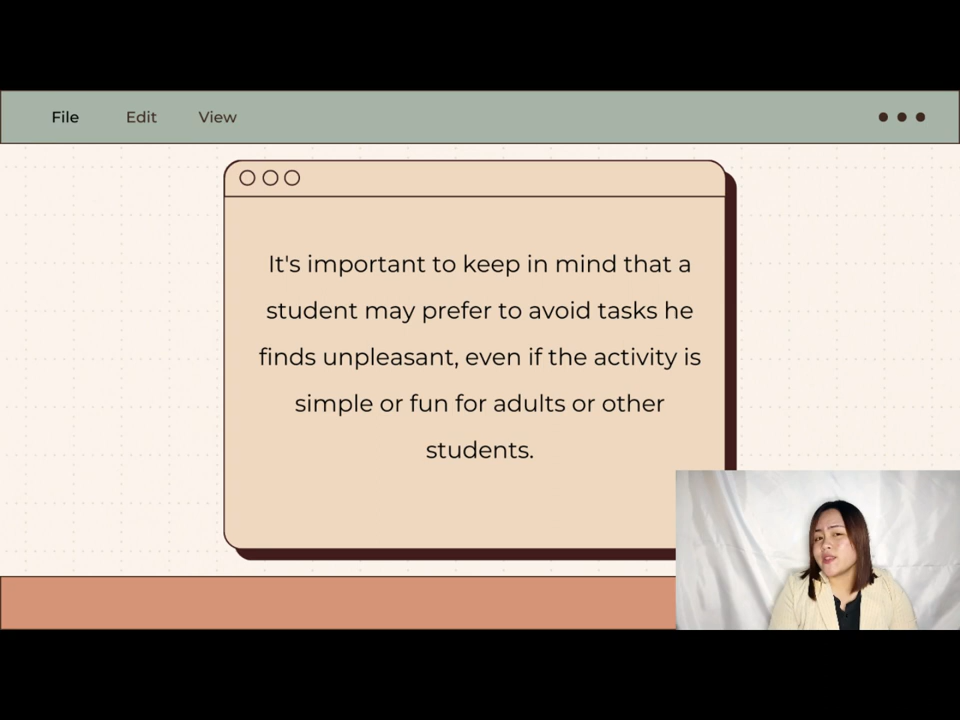 File Edit View
It's important to keep in mind that a
student may prefer to avoid tasks he
finds unpleasant, even if the activity is
simple or fun for adults or other
students.